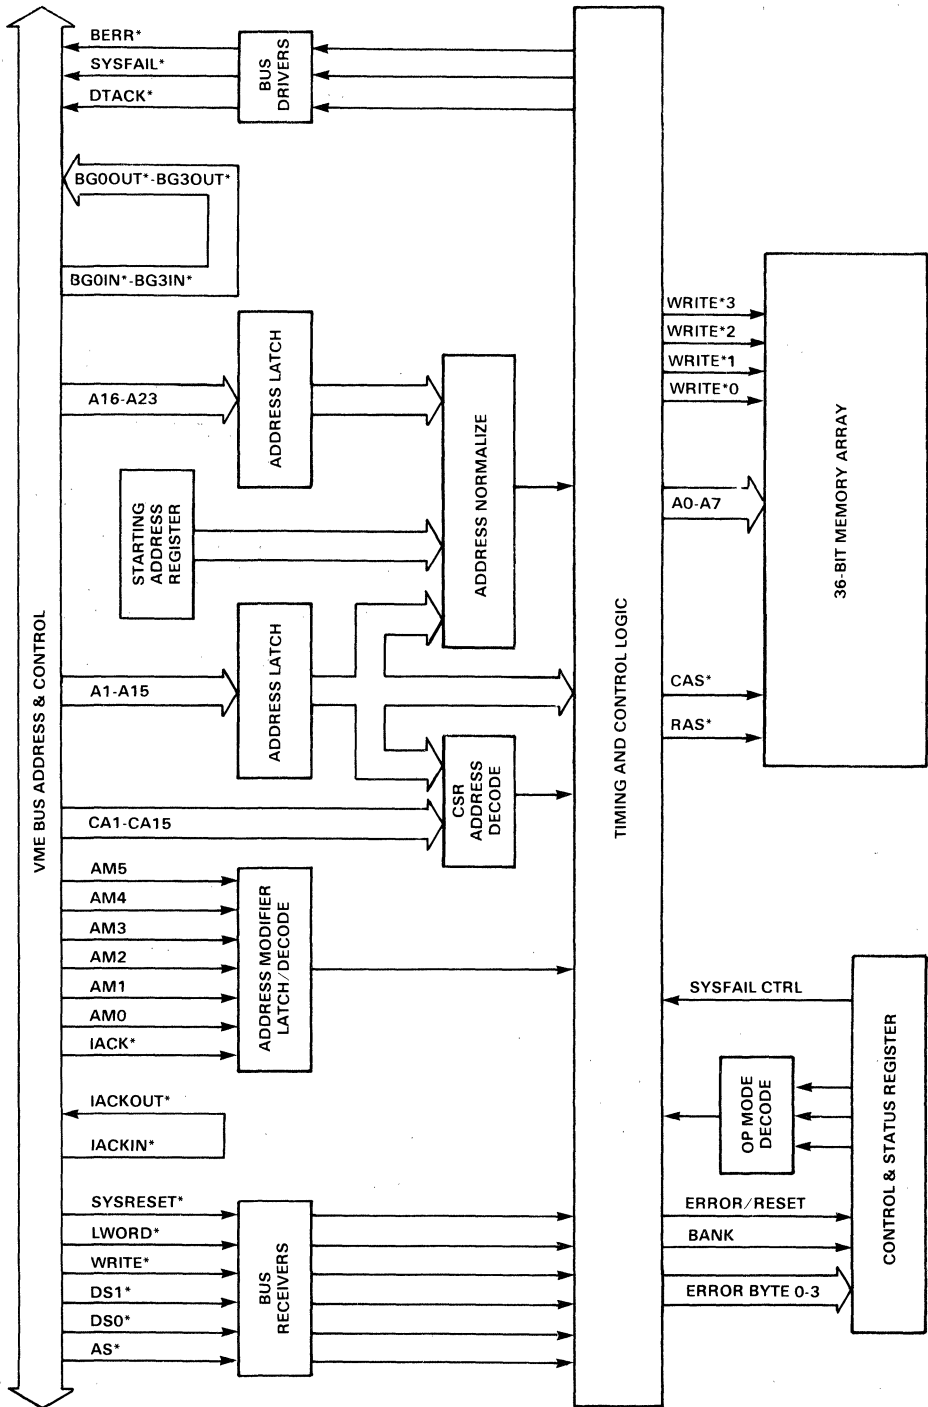 BERR*
SYSFAIL*
DTACK*
BUS
DRIVERS
BG0OUT*-BG3OUT*
BG0IN*-BG3IN*
A16-A23
ADDRESS LATCH
STARTING
ADDRESS
REGISTER
ADDRESS NORMALIZE
VME BUS ADDRESS & CONTROL
A1-A15
ADDRESS LATCH
CA1-CA15
CSR
ADDRESS
DECODE
AM5
AM4
AM3
AM2
AM1
AM0
IACK*
ADDRESS MODIFIER
LATCH/DECODE
IACKOUT*
IACKIN*
SYSRESET*
LWORD*
WRITE*
DS1*
DS0*
AS*
BUS
RECEIVERS
TIMING AND CONTROL LOGIC
WRITE*3
WRITE*2
WRITE*1
WRITE*0
A0-A7
CAS*
RAS*
36-BIT MEMORY ARRAY
SYSFAIL CTRL
OP MODE
DECODE
ERROR/RESET
BANK
ERROR BYTE 0-3
CONTROL & STATUS REGISTER